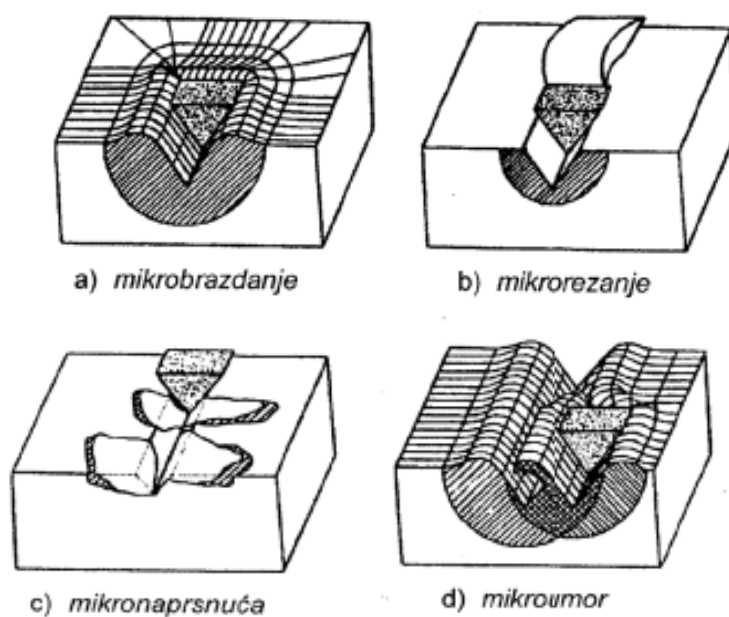 a) mikrobrazdanje
b) mikrorezanje
c) mikronaprsnuća
d) mikroumor